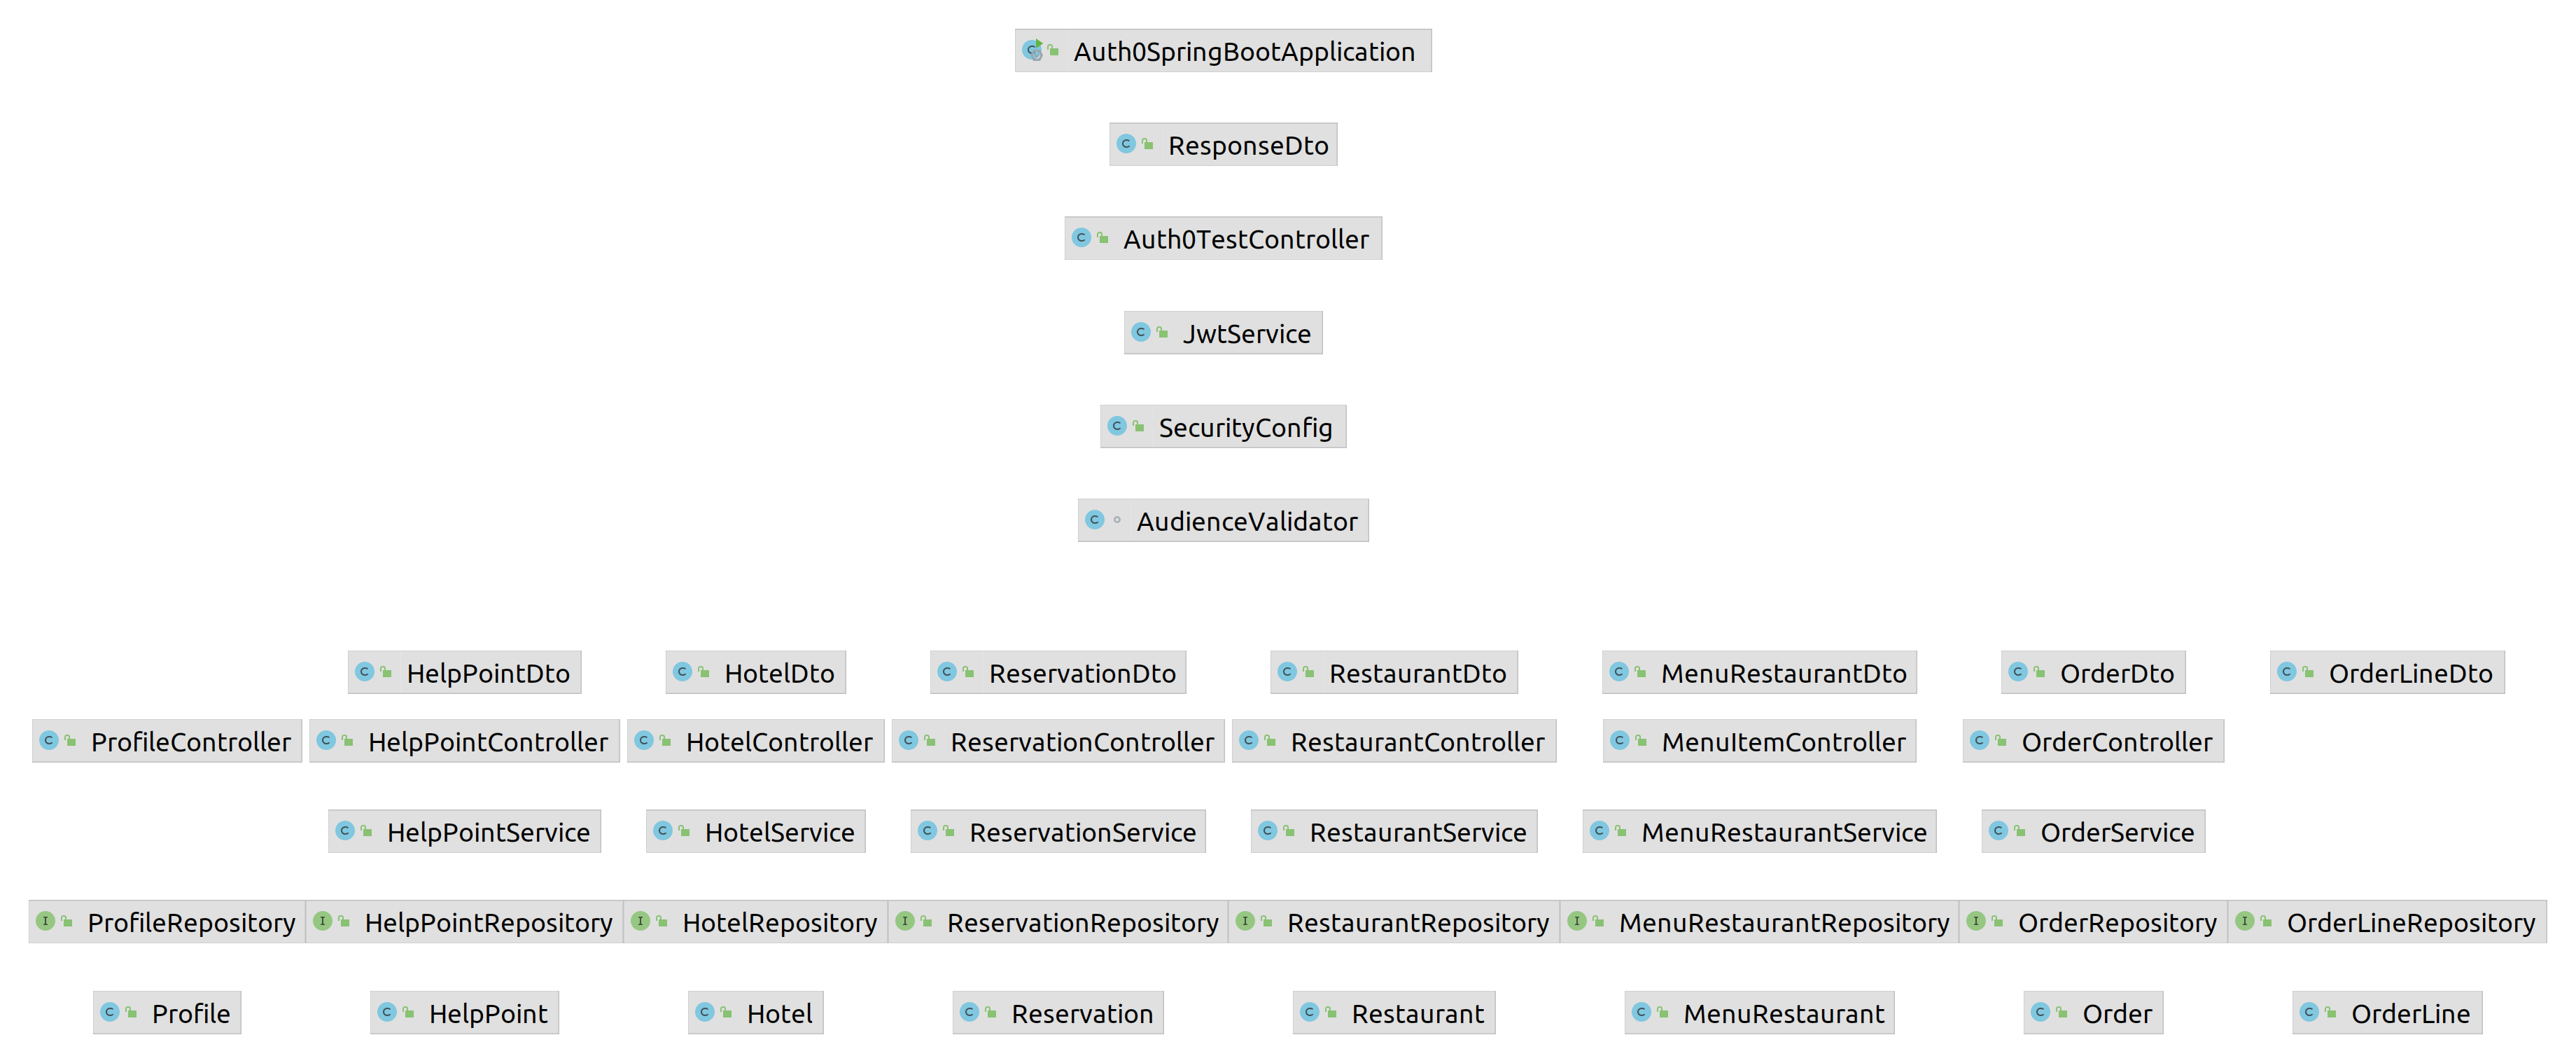 Auth0SpringBootApplication
ResponseDto
Auth0TestController
JwtService
SecurityConfig
AudienceValidator
HelpPointDto HotelDto ReservationDto RestaurantDto MenuRestaurantDto OrderDto OrderLineDto
ProfileController HelpPointController HotelController ReservationController RestaurantController MenuItemController OrderController
HelpPointService HotelService ReservationService RestaurantService MenuRestaurantService OrderService
ProfileRepository HelpPointRepository HotelRepository ReservationRepository RestaurantRepository MenuRestaurantRepository OrderRepository OrderLineRepository
Profile HelpPoint Hotel Reservation Restaurant MenuRestaurant Order OrderLine